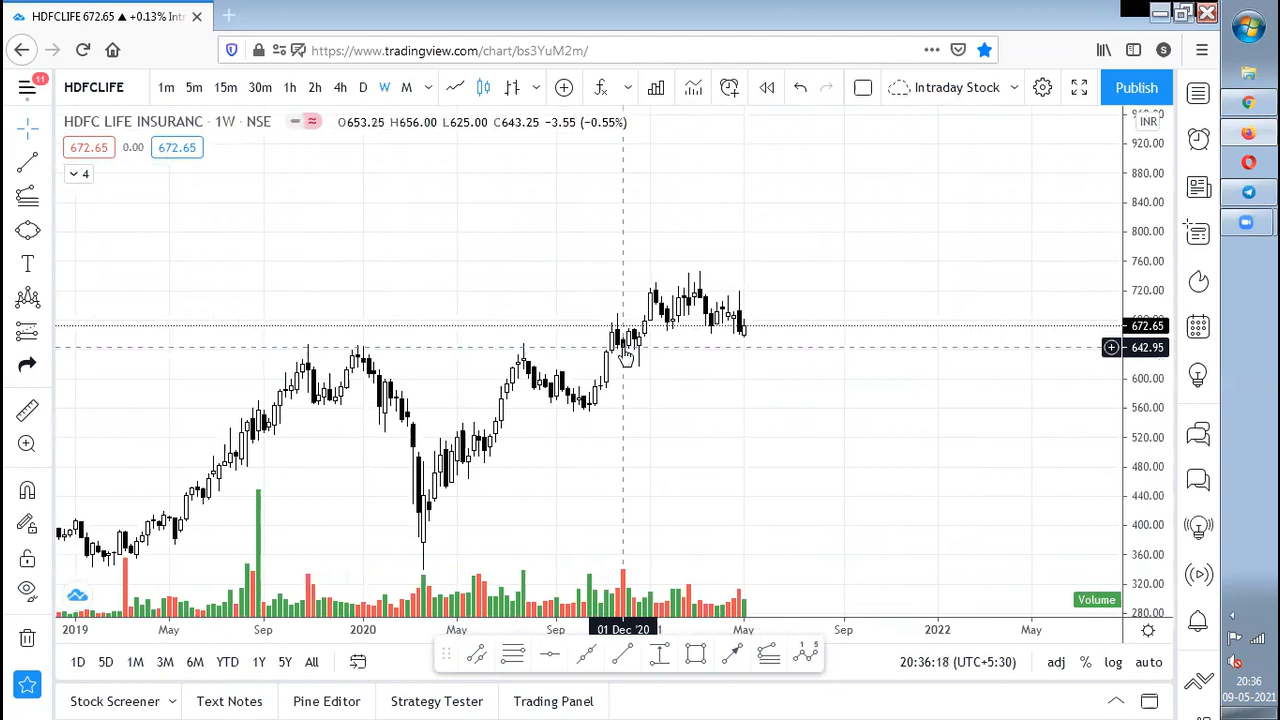 HDFCLIFE 672.65 ▲ +0.13% Intr
https://www.tradingview.com/chart/bs3YuM2m/
S
11
HDFCLIFE
1m 5m 15m 30m 1h 2h 4h D W M
Intraday Stock
Publish
HDFC LIFE INSURANC · 1W · NSE
O653.25 H656.00 L627.00 C643.25 −3.55 (−0.55%)
INR
672.65 0.00 672.65
4
920.00
880.00
840.00
800.00
760.00
720.00
672.65
642.95
600.00
560.00
520.00
480.00
440.00
400.00
360.00
320.00
280.00
Volume
2019 May Sep 2020 May Sep 01 Dec '20 May Sep 2022 May
1D 5D 1M 3M 6M YTD 1Y 5Y All
20:36:18 (UTC+5:30)
adj % log auto
Stock Screener Text Notes Pine Editor Strategy Tester Trading Panel
20:36
09-05-2021